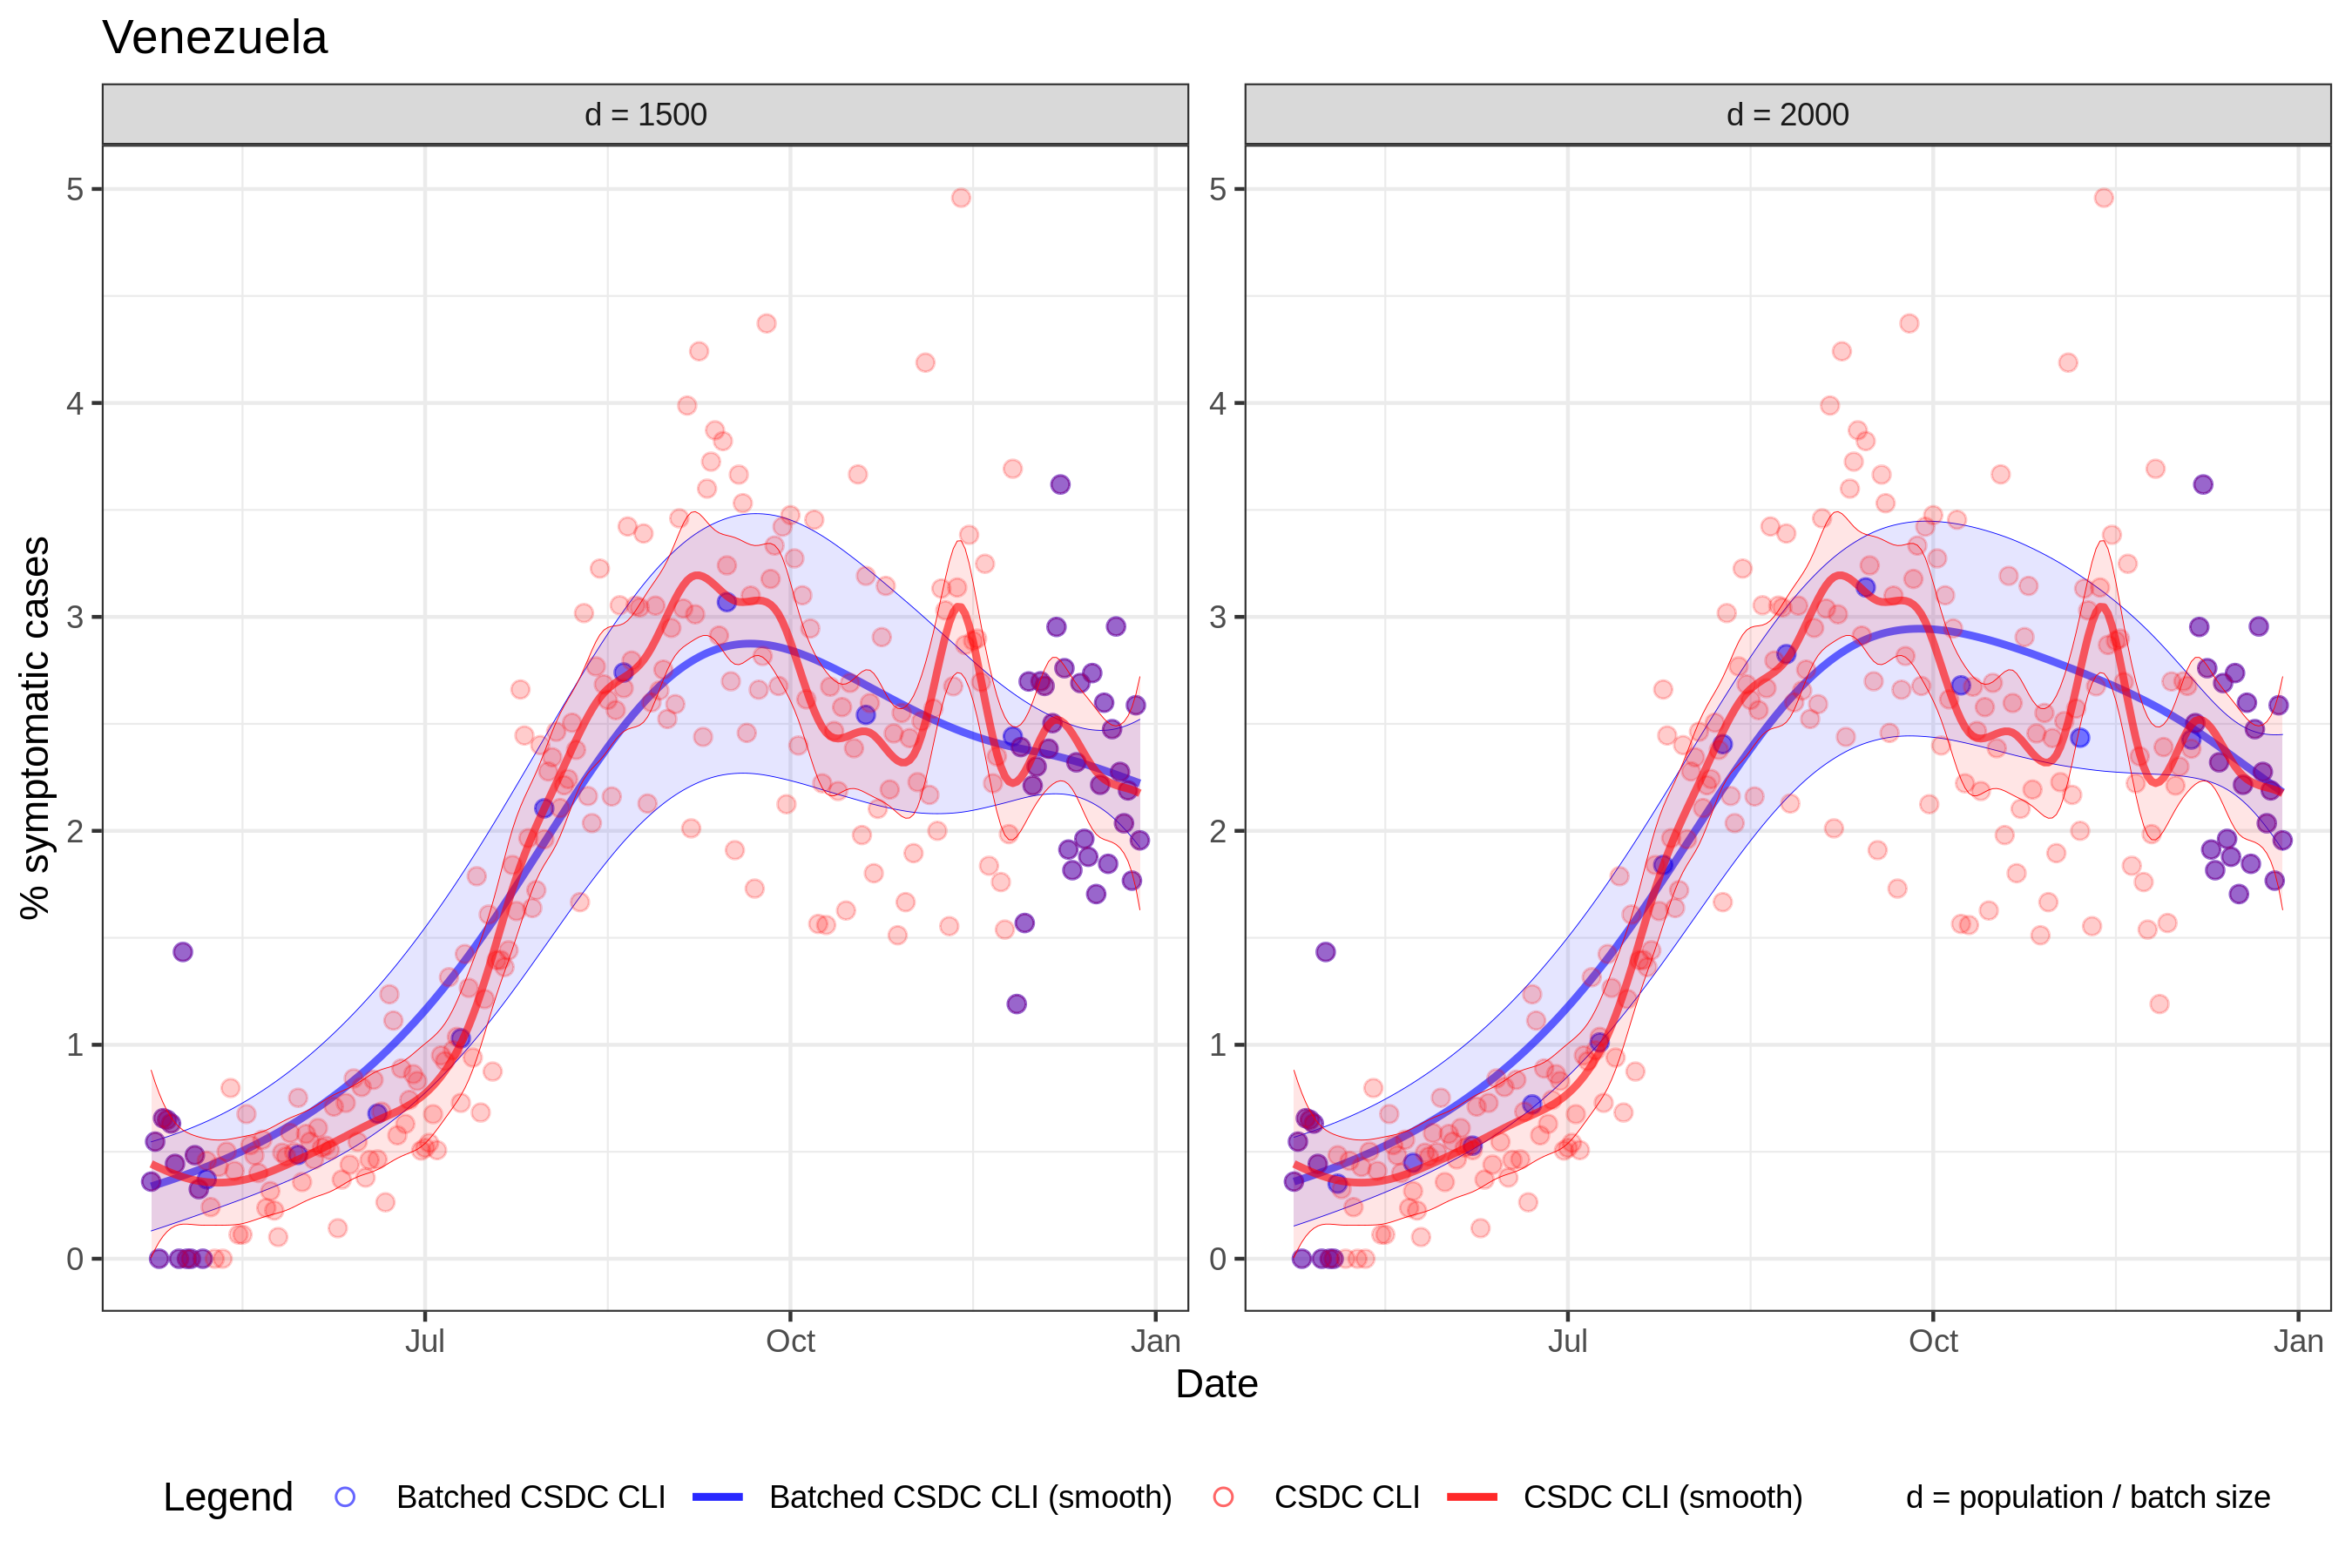 Venezuela
d = 1500
d = 2000
% symptomatic cases
5
4
3
2
1
0
5
4
3
2
1
0
Jul
Oct
Jan
Jul
Oct
Jan
Date
Legend
Batched CSDC CLI
Batched CSDC CLI (smooth)
CSDC CLI
CSDC CLI (smooth)
d = population / batch size